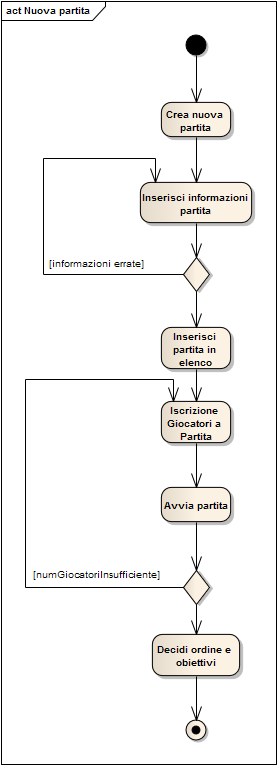 act Nuova partita
Crea nuova
partita
Inserisci informazioni
partita
[informazioni errate]
Inserisci
partita in
elenco
Iscrizione
Giocatori a
Partita
Avvia partita
[numGiocatoriInsufficiente]
Decidi ordine e
obiettivi